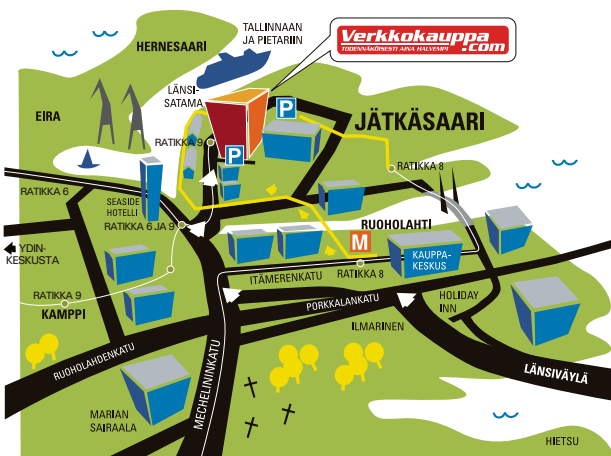 TALLINNAAN
JA PIETARIIN
Verkkokauppa
.com
TODENNÄKÖISESTI AINA HALVEMPI
HERNESAARI
LÄNSI-
SATAMA
P
EIRA
JÄTKÄSAARI
RATIKKA 9
P
RATIKKA 8
RATIKKA 6
SEASIDE
HOTELLI
RATIKKA 6 JA 9
RUOHOLAHTI
M
YDIN-
KESKUSTA
KAUPPA-
KESKUS
ITÄMERENKATU
RATIKKA 8
RATIKKA 9
KAMPPI
PORKKALANKATU
HOLIDAY
INN
ILMARINEN
RUOHOLAHDENKATU
MECHELININKATU
LÄNSIVÄYLÄ
MARIAN
SAIRAALA
HIETSU